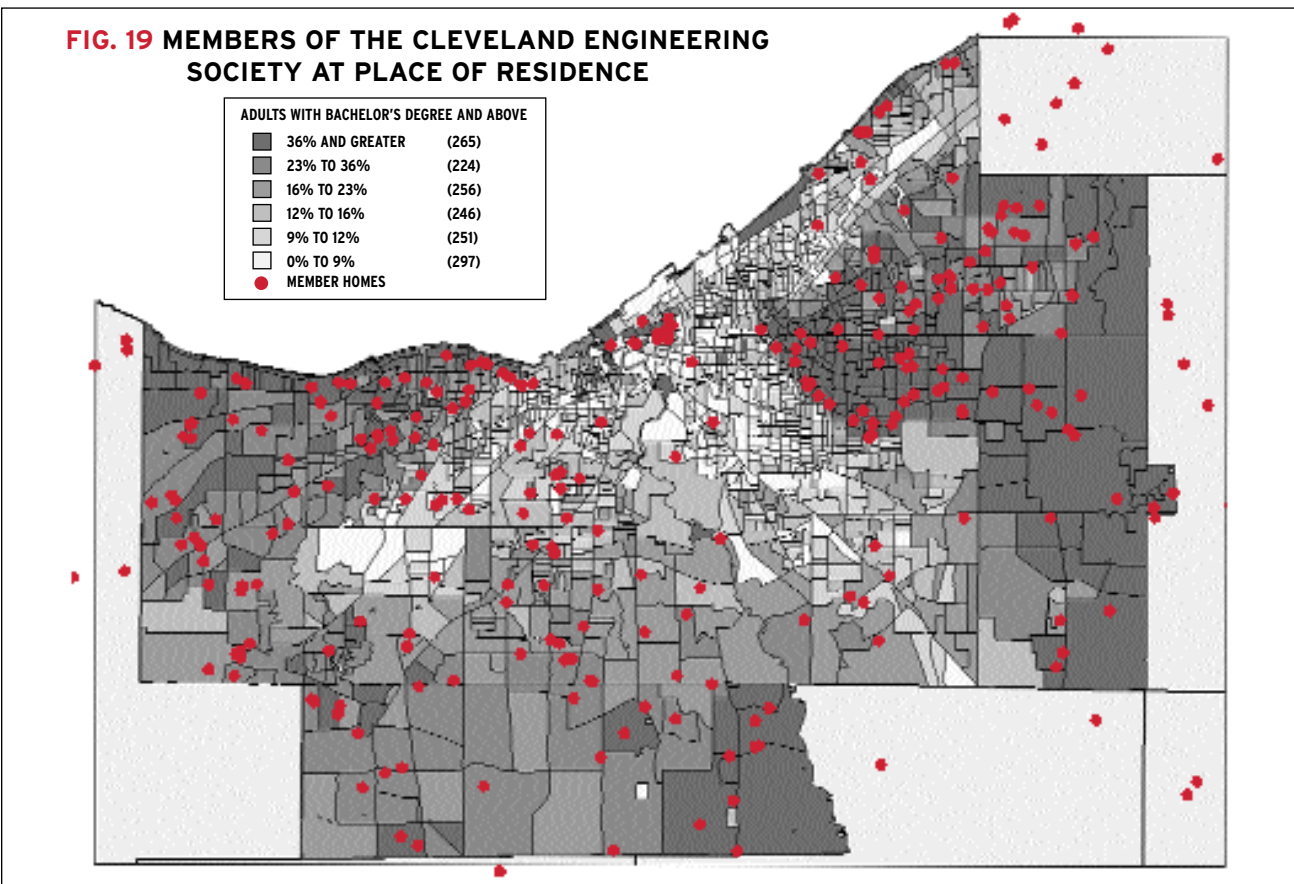 FIG. 19 MEMBERS OF THE CLEVELAND ENGINEERING
SOCIETY AT PLACE OF RESIDENCE
ADULTS WITH BACHELOR'S DEGREE AND ABOVE
36% AND GREATER (265)
23% TO 36% (224)
16% TO 23% (256)
12% TO 16% (246)
9% TO 12% (251)
0% TO 9% (297)
MEMBER HOMES